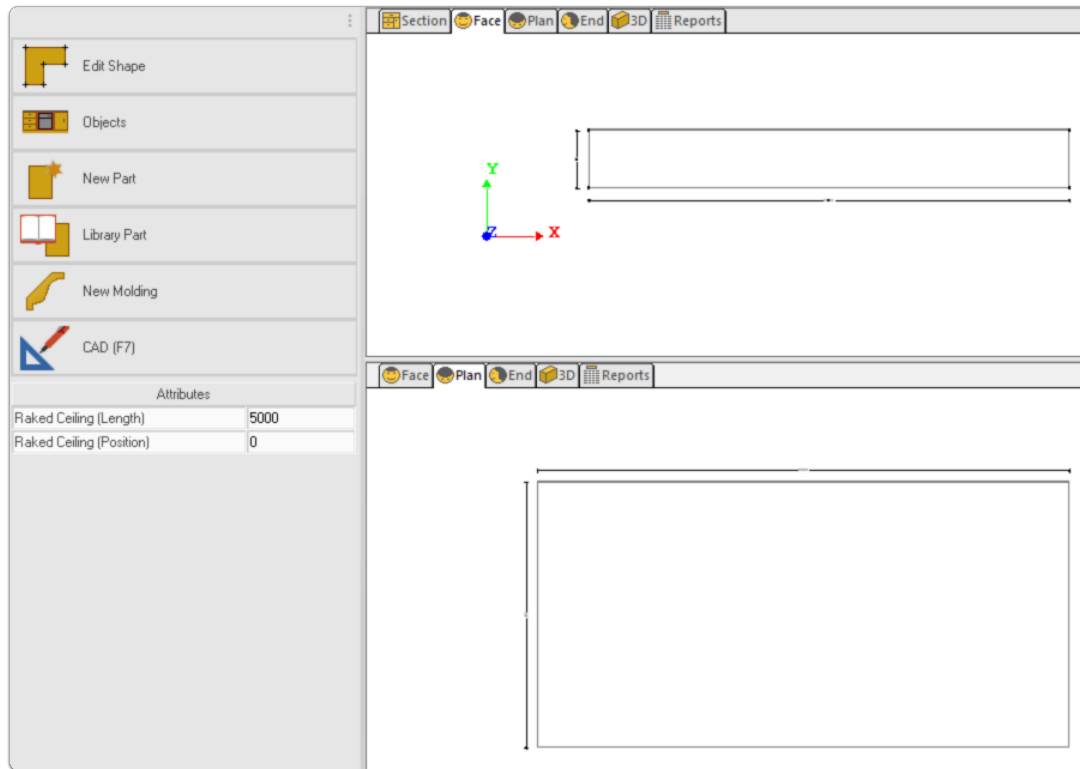 Edit Shape
Objects
New Part
Library Part
New Molding
CAD (F7)
Attributes
Raked Ceiling (Length) 5000
Raked Ceiling (Position) 0
Section Face Plan End 3D Reports
Y
Z X
Face Plan End 3D Reports